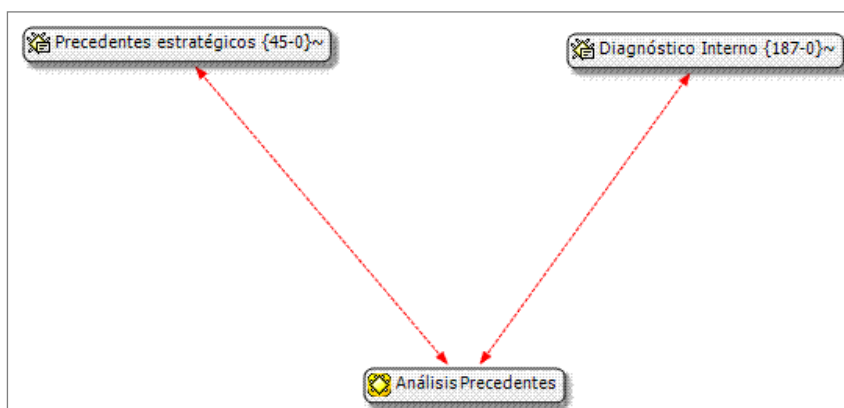 Precedentes estratégicos {45-0}~
Diagnóstico Interno {187-0}~
Análisis Precedentes